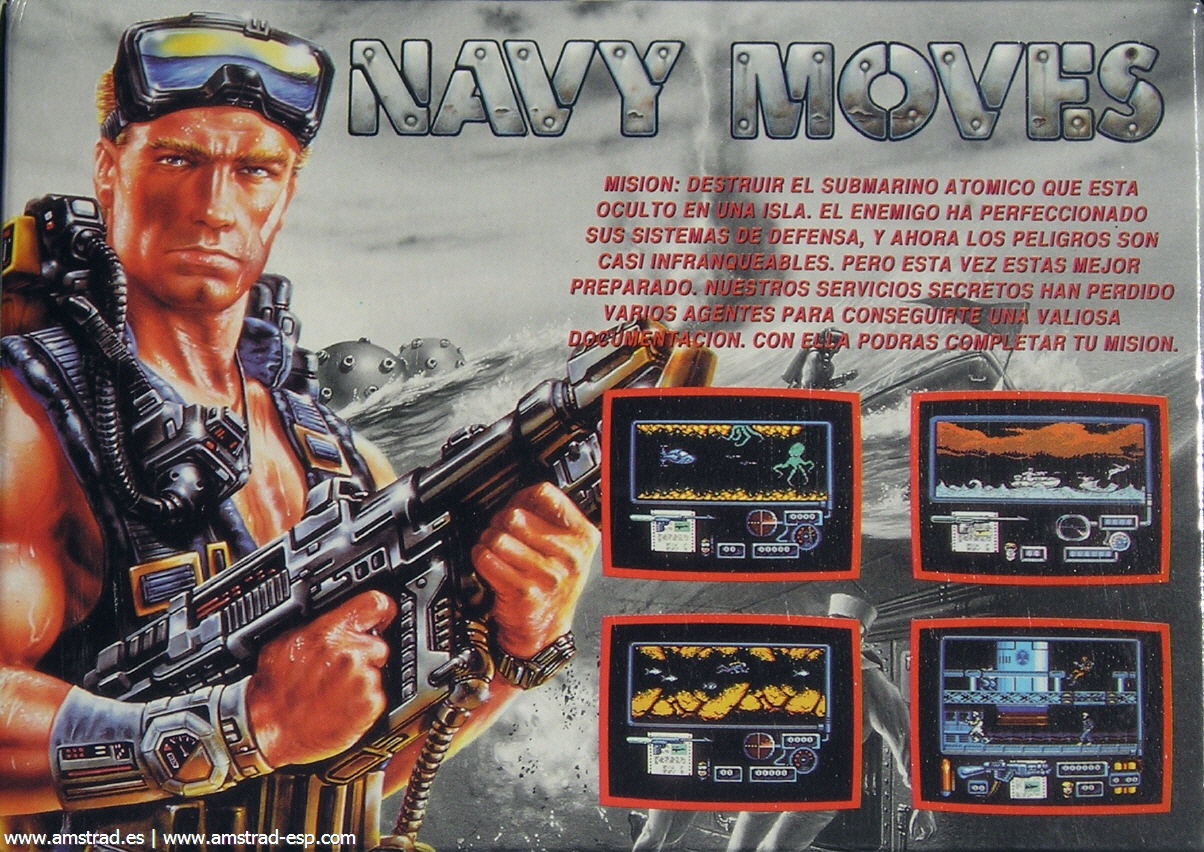 NAVY MOVES
MISION: DESTRUIR EL SUBMARINO ATOMICO QUE ESTA
OCULTO EN UNA ISLA. EL ENEMIGO HA PERFECCIONADO
SUS SISTEMAS DE DEFENSA, Y AHORA LOS PELIGROS SON
CASI INFRANQUEABLES. PERO ESTA VEZ ESTAS MEJOR
PREPARADO. NUESTROS SERVICIOS SECRETOS HAN PERDIDO
VARIOS AGENTES PARA CONSEGUIRTE UNA VALIOSA
DOCUMENTACION. CON ELLA PODRAS COMPLETAR TU MISION.
www.amstrad.es | www.amstrad-esp.com